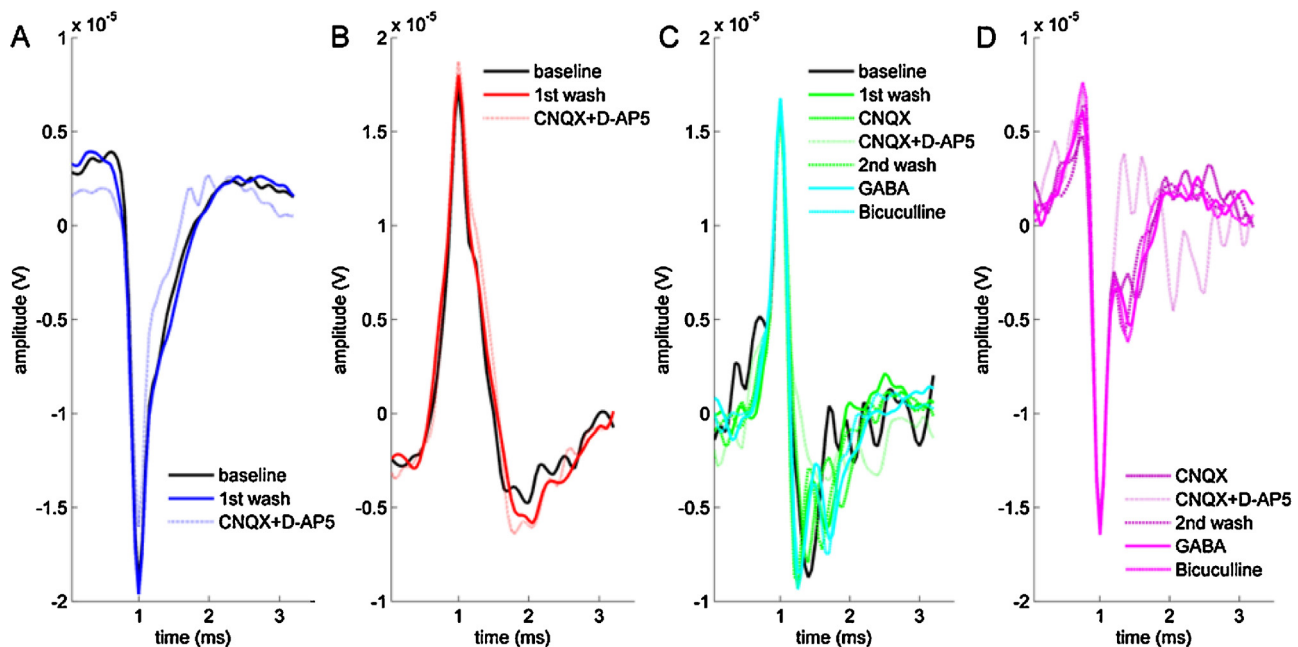 A
x 10-5
1
0.5
0
-0.5
-1
-1.5
-2
amplitude (V)
1 2 3
time (ms)
baseline
1st wash
CNQX+D-AP5
B
x 10-5
2
1.5
1
0.5
0
-0.5
-1
amplitude (V)
1 2 3
time (ms)
baseline
1st wash
CNQX+D-AP5
C
x 10-5
2
1.5
1
0.5
0
-0.5
-1
amplitude (V)
1 2 3
time (ms)
baseline
1st wash
CNQX
CNQX+D-AP5
2nd wash
GABA
Bicuculline
D
x 10-5
1
0.5
0
-0.5
-1
-1.5
-2
amplitude (V)
1 2 3
time (ms)
CNQX
CNQX+D-AP5
2nd wash
GABA
Bicuculline